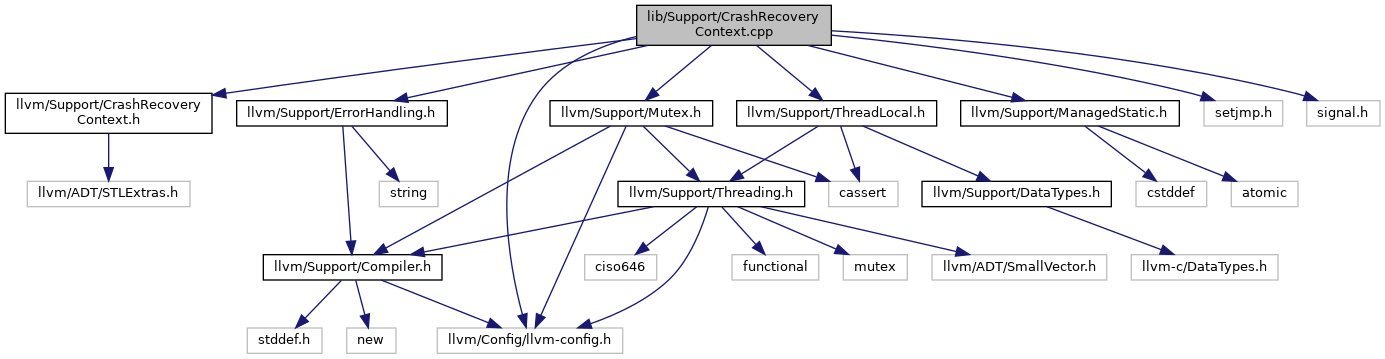 lib/Support/CrashRecovery
Context.cpp
llvm/Support/CrashRecovery
Context.h
llvm/Support/ErrorHandling.h
llvm/Support/Mutex.h
llvm/Support/ThreadLocal.h
llvm/Support/ManagedStatic.h
setjmp.h
signal.h
llvm/ADT/STLExtras.h
string
llvm/Support/Threading.h
cassert
llvm/Support/DataTypes.h
cstddef
atomic
llvm/Support/Compiler.h
ciso646
functional
mutex
llvm/ADT/SmallVector.h
llvm-c/DataTypes.h
stddef.h
new
llvm/Config/llvm-config.h